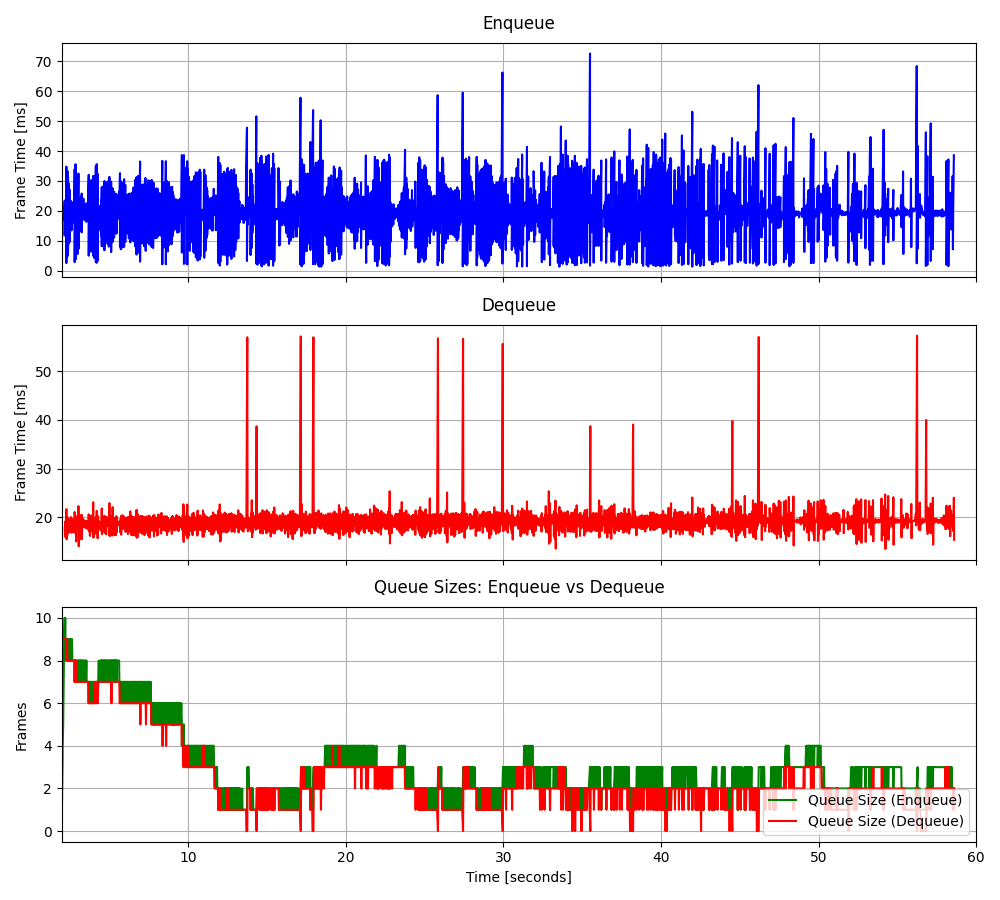 Enqueue
Frame Time [ms]
70
60
50
40
30
20
10
0
Dequeue
Frame Time [ms]
50
40
30
20
Queue Sizes: Enqueue vs Dequeue
Frames
10
8
6
4
2
0
Queue Size (Enqueue)
Queue Size (Dequeue)
10 20 30 40 50 60
Time [seconds]